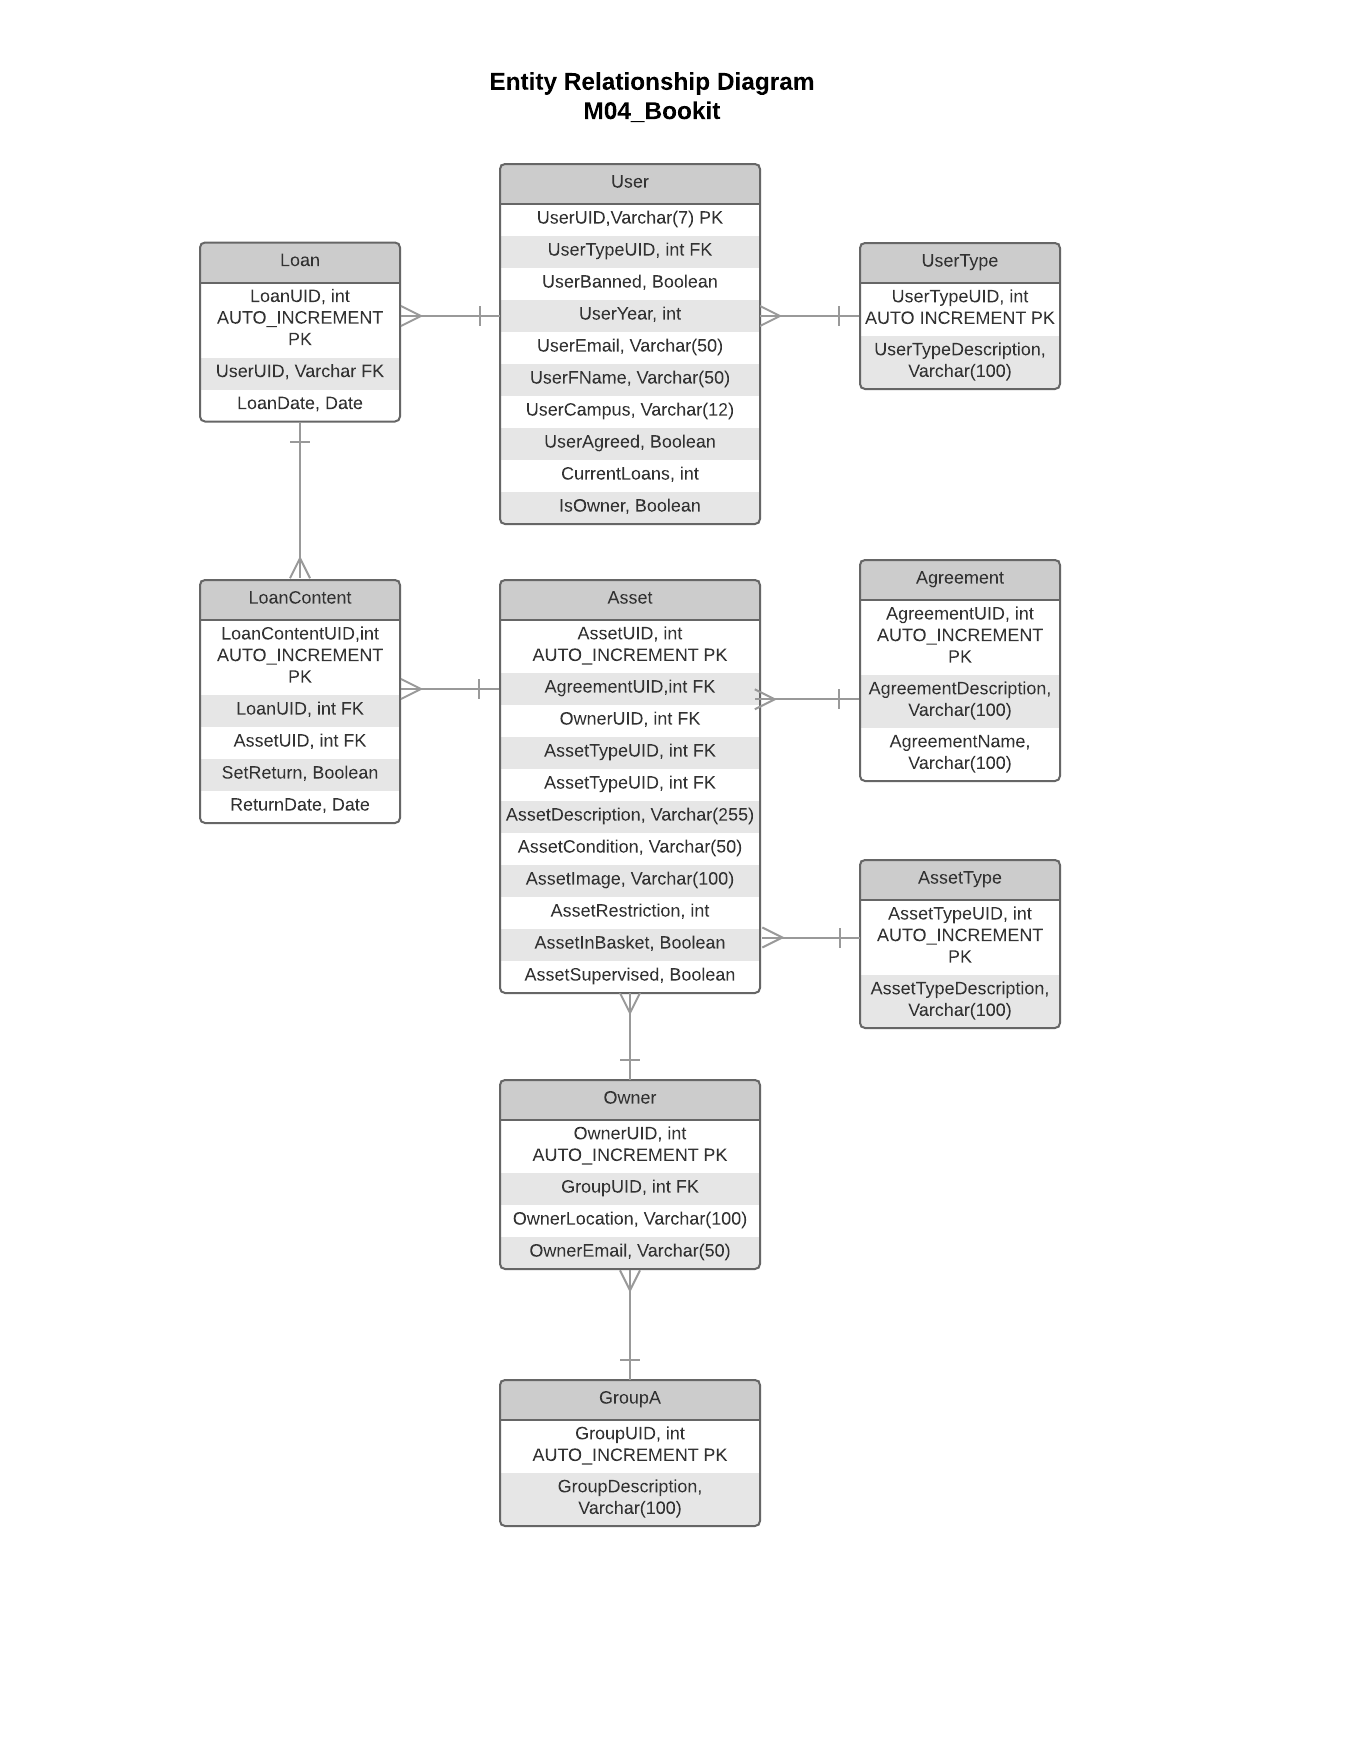 Entity Relationship Diagram
M04_Bookit
User
UserUID,Varchar(7) PK
UserTypeUID, int FK
UserBanned, Boolean
UserYear, int
UserEmail, Varchar(50)
UserFName, Varchar(50)
UserCampus, Varchar(12)
UserAgreed, Boolean
CurrentLoans, int
IsOwner, Boolean
Loan
LoanUID, int
AUTO_INCREMENT
PK
UserUID, Varchar FK
LoanDate, Date
UserType
UserTypeUID, int
AUTO INCREMENT PK
UserTypeDescription,
Varchar(100)
LoanContent
LoanContentUID,int
AUTO_INCREMENT
PK
LoanUID, int FK
AssetUID, int FK
SetReturn, Boolean
ReturnDate, Date
Asset
AssetUID, int
AUTO_INCREMENT PK
AgreementUID,int FK
OwnerUID, int FK
AssetTypeUID, int FK
AssetTypeUID, int FK
AssetDescription, Varchar(255)
AssetCondition, Varchar(50)
AssetImage, Varchar(100)
AssetRestriction, int
AssetInBasket, Boolean
AssetSupervised, Boolean
Agreement
AgreementUID, int
AUTO_INCREMENT
PK
AgreementDescription,
Varchar(100)
AgreementName,
Varchar(100)
AssetType
AssetTypeUID, int
AUTO_INCREMENT
PK
AssetTypeDescription,
Varchar(100)
Owner
OwnerUID, int
AUTO_INCREMENT PK
GroupUID, int FK
OwnerLocation, Varchar(100)
OwnerEmail, Varchar(50)
GroupA
GroupUID, int
AUTO_INCREMENT PK
GroupDescription,
Varchar(100)